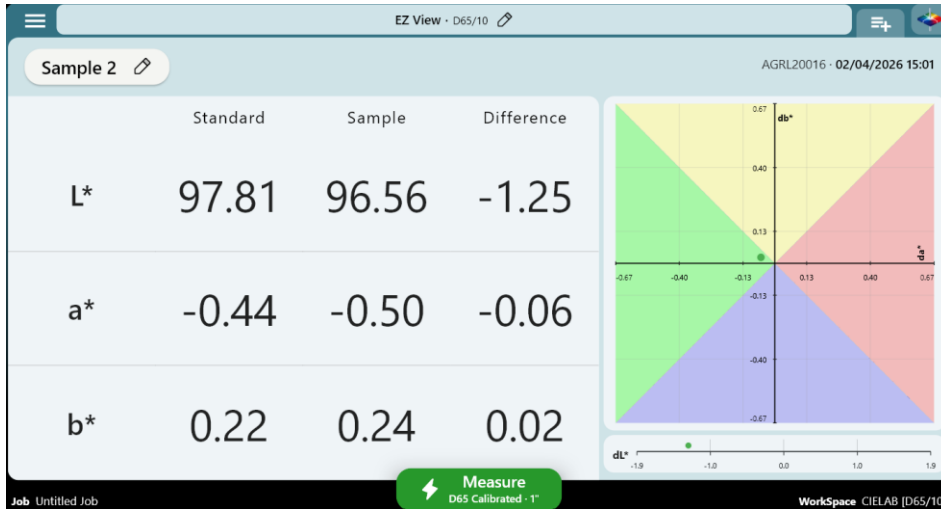 EZ View · D65/10
Sample 2
AGRL20016 · 02/04/2026 15:01
Standard Sample Difference
L* 97.81 96.56 -1.25
a* -0.44 -0.50 -0.06
b* 0.22 0.24 0.02
0.67
db*
0.40
0.13
da*
-0.67 -0.40 -0.13 0.13 0.40 0.67
-0.13
-0.40
-0.67
dL*
-1.9 -1.0 0.0 1.0 1.9
Measure
D65 Calibrated · 1"
Job Untitled Job
WorkSpace CIELAB [D65/10